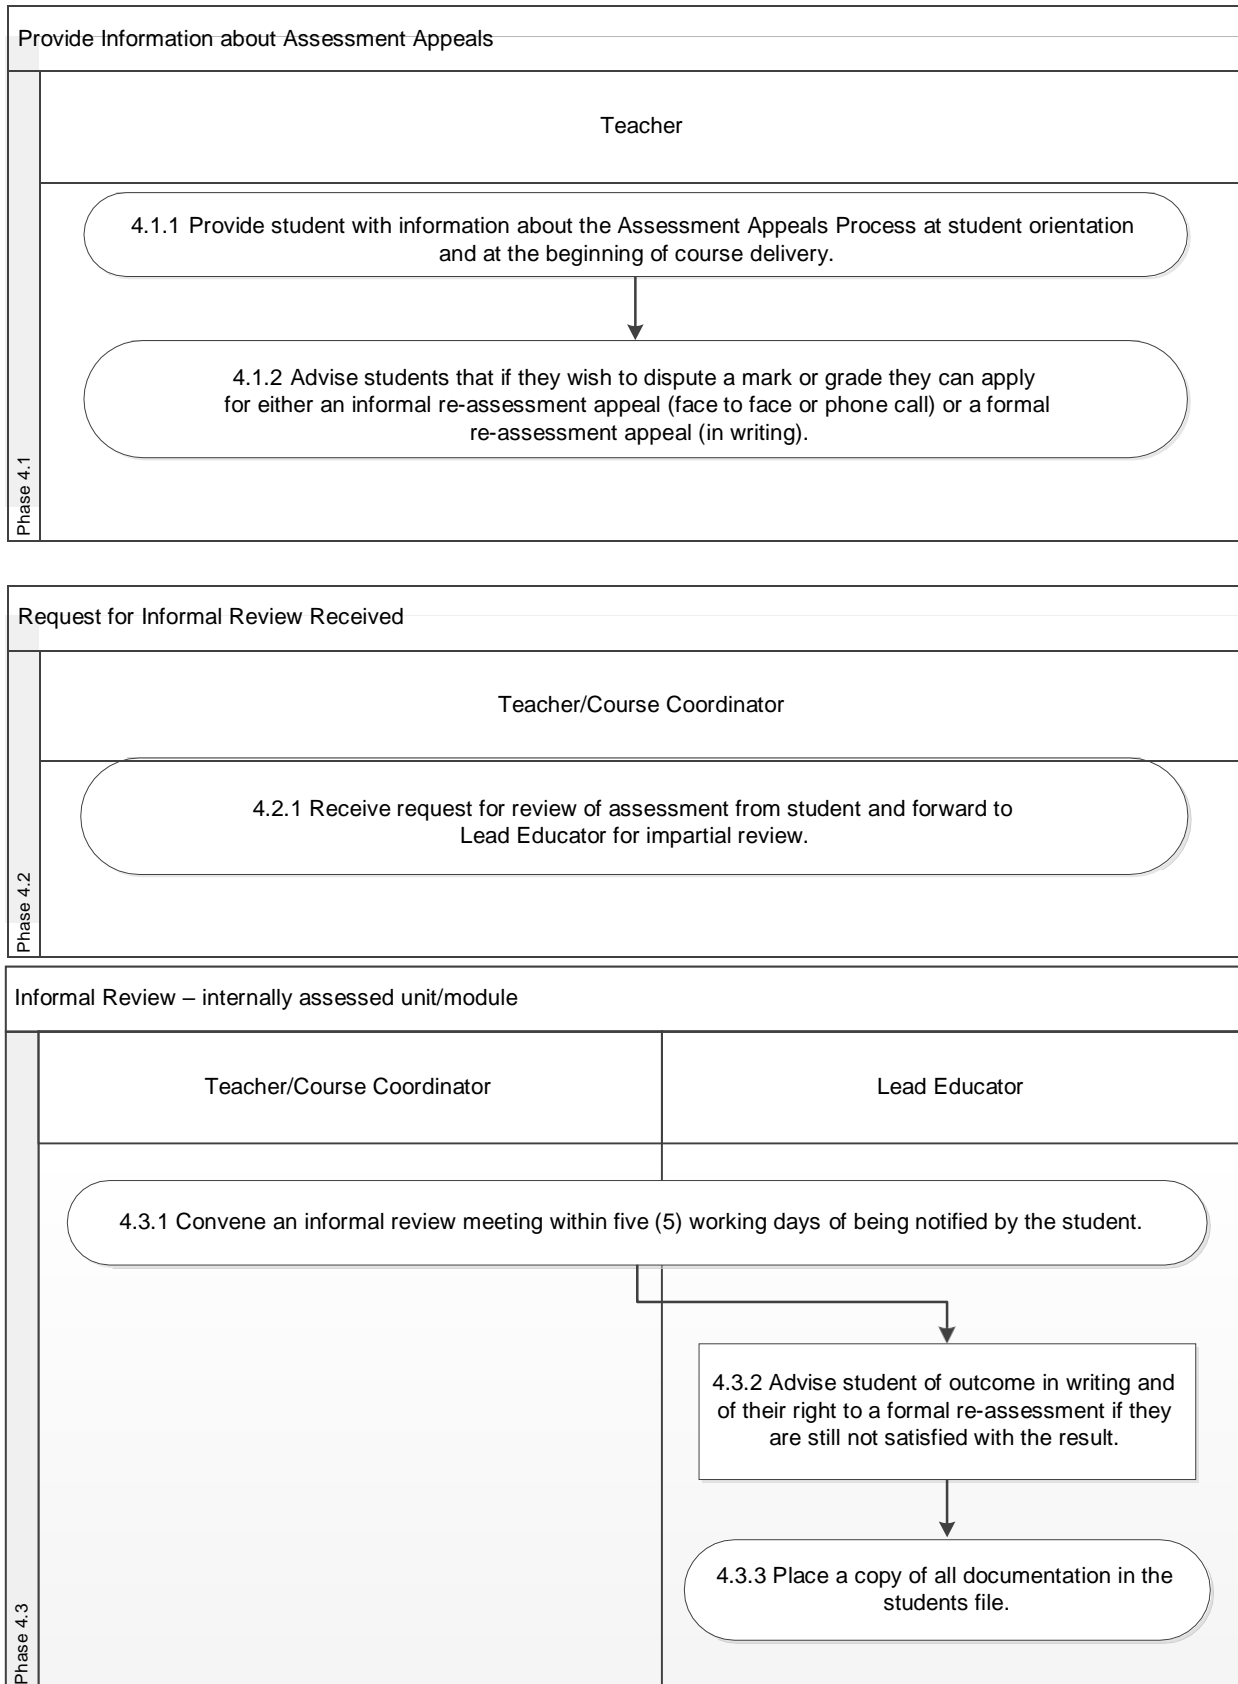 Provide Information about Assessment Appeals
Teacher
4.1.1 Provide student with information about the Assessment Appeals Process at student orientation
and at the beginning of course delivery.
4.1.2 Advise students that if they wish to dispute a mark or grade they can apply
for either an informal re-assessment appeal (face to face or phone call) or a formal
re-assessment appeal (in writing).
Phase 4.1
Request for Informal Review Received
Teacher/Course Coordinator
4.2.1 Receive request for review of assessment from student and forward to
Lead Educator for impartial review.
Phase 4.2
Informal Review – internally assessed unit/module
Teacher/Course Coordinator
Lead Educator
4.3.1 Convene an informal review meeting within five (5) working days of being notified by the student.
4.3.2 Advise student of outcome in writing and
of their right to a formal re-assessment if they
are still not satisfied with the result.
4.3.3 Place a copy of all documentation in the
students file.
Phase 4.3